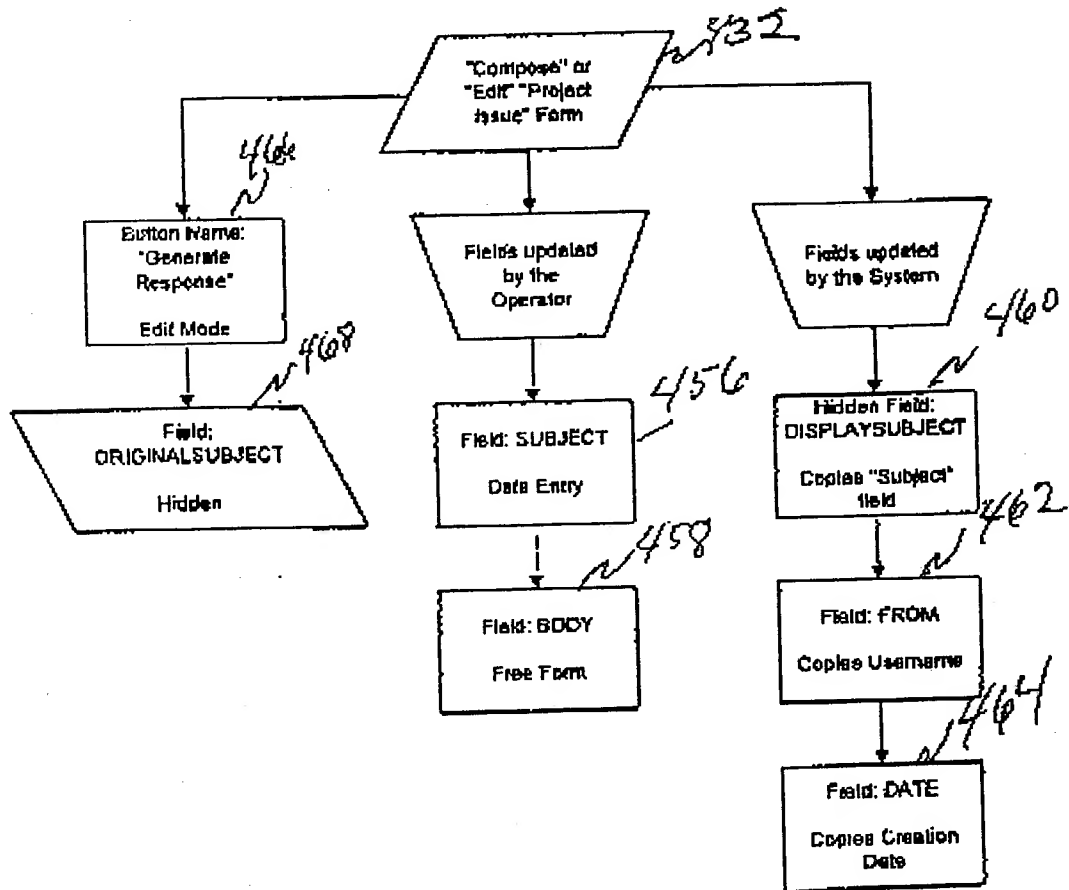 532
"Compose" or
"Edit" "Project
Issue" Form
466
Button Name:
"Generate
Response"
Edit Mode
Fields updated
by the
Operator
Fields updated
by the System
468
Field:
ORIGINALSUBJECT
Hidden
456
Field: SUBJECT
Data Entry
460
Hidden Field:
DISPLAYSUBJECT
Copies "Subject"
field
458
Field: BODY
Free Form
462
Field: FROM
Copies Username
464
Field: DATE
Copies Creation
Date